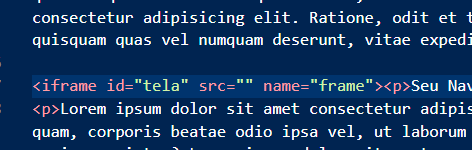 consectetur adipisicing elit. Ratione, odit et t
quisquam quas vel numquam deserunt, vitae expedi
<iframe id="tela" src="" name="frame"><p>Seu Nav
<p>Lorem ipsum dolor sit amet consectetur adipis
quam, corporis beatae odio ipsa vel, ut laborum